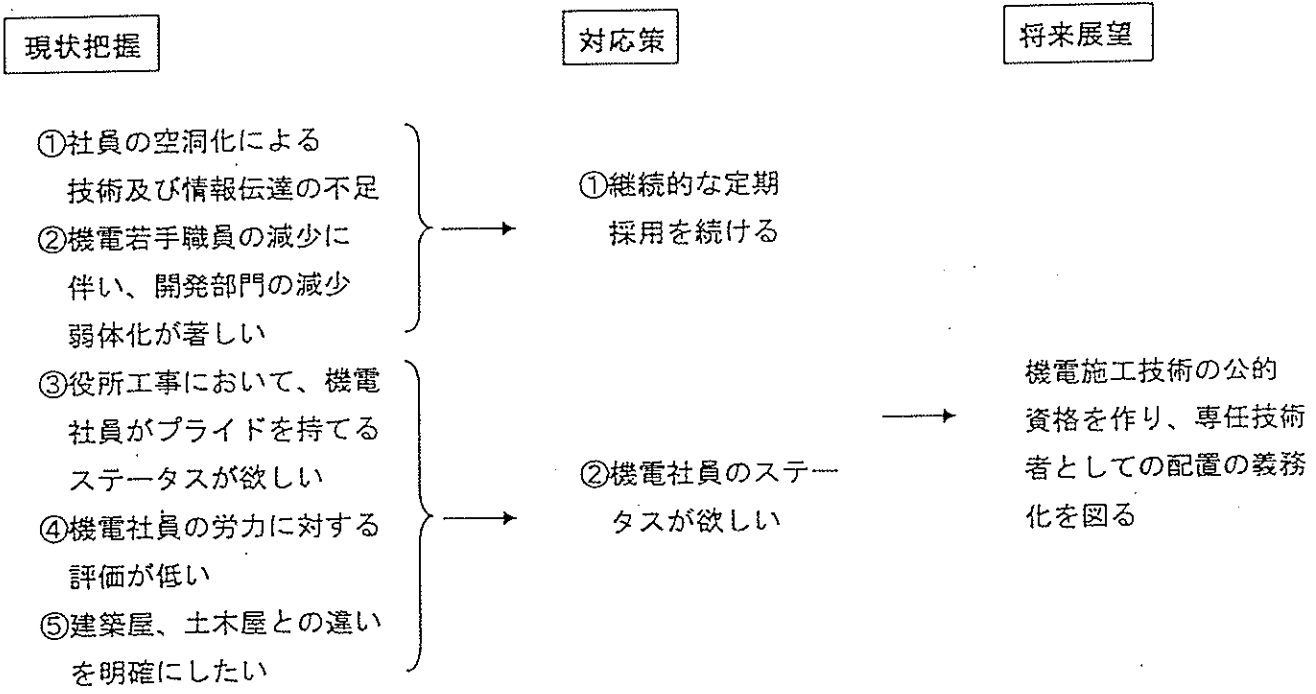 現状把握
①社員の空洞化による
技術及び情報伝達の不足
②機電若手職員の減少に
伴い、開発部門の減少
弱体化が著しい
③役所工事において、機電
社員がプライドを持てる
ステータスが欲しい
④機電社員の労力に対する
評価が低い
⑤建築屋、土木屋との違い
を明確にしたい
対応策
①継続的な定期
採用を続ける
②機電社員のステー
タスが欲しい
将来展望
機電施工技術の公的
資格を作り、専任技術
者としての配置の義務
化を図る